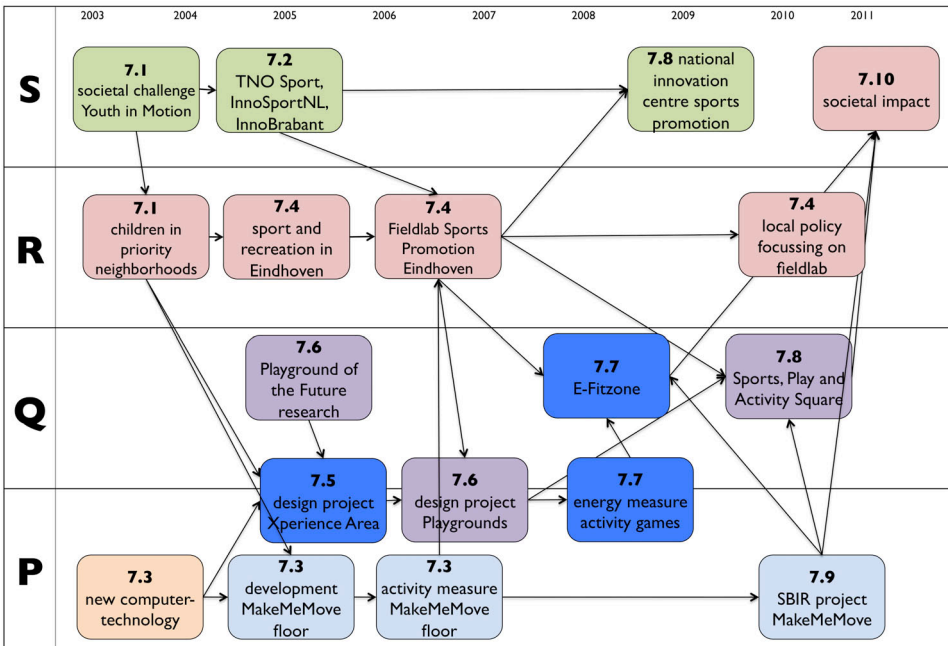 2003 2004 2005 2006 2007 2008 2009 2010 2011
S
7.1
societal challenge
Youth in Motion
7.2
TNO Sport,
InnoSportNL,
InnoBrabant
7.8 national
innovation
centre sports
promotion
7.10
societal impact
R
7.1
children in
priority
neighborhoods
7.4
sport and
recreation in
Eindhoven
7.4
Fieldlab Sports
Promotion
Eindhoven
7.4
local policy
focussing on
fieldlab
Q
7.6
Playground of
the Future
research
7.7
E-Fitzone
7.8
Sports, Play and
Activity Square
7.5
design project
Xperience Area
7.6
design project
Playgrounds
7.7
energy measure
activity games
P
7.3
new computer-
technology
7.3
development
MakeMeMove
floor
7.3
activity measure
MakeMeMove
floor
7.9
SBIR project
MakeMeMove